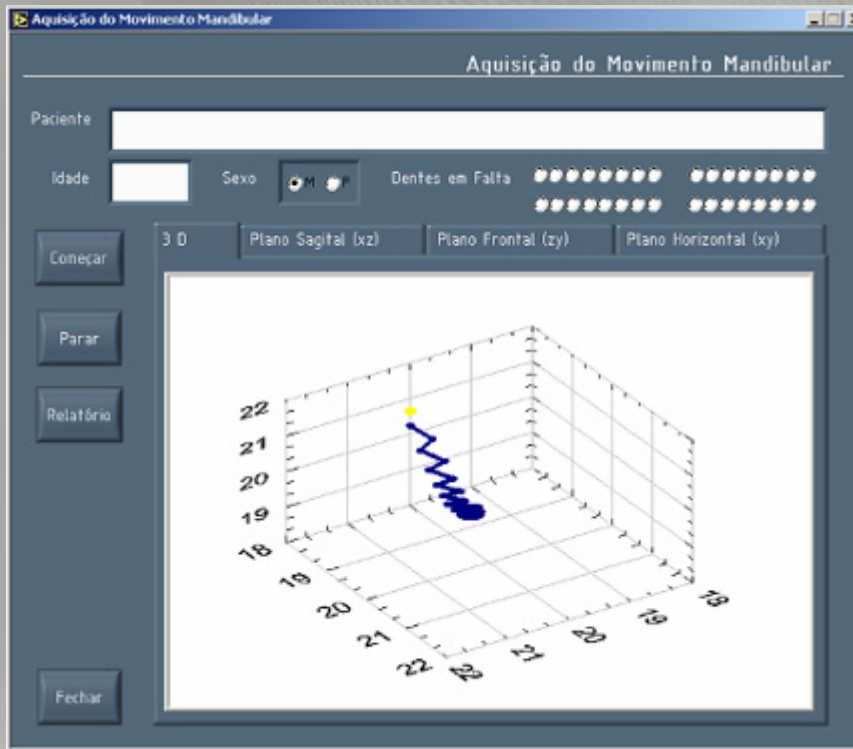 Aquisição do Movimento Mandibular
Aquisição do Movimento Mandibular
Paciente
Idade
Sexo
M F
Dentes em Falta
3 D
Plano Sagital (xz)
Plano Frontal (zy)
Plano Horizontal (xy)
Começar
Parar
Relatório
Fechar
22
21
20
19
18
19
20
21
22
22
21
20
19
18